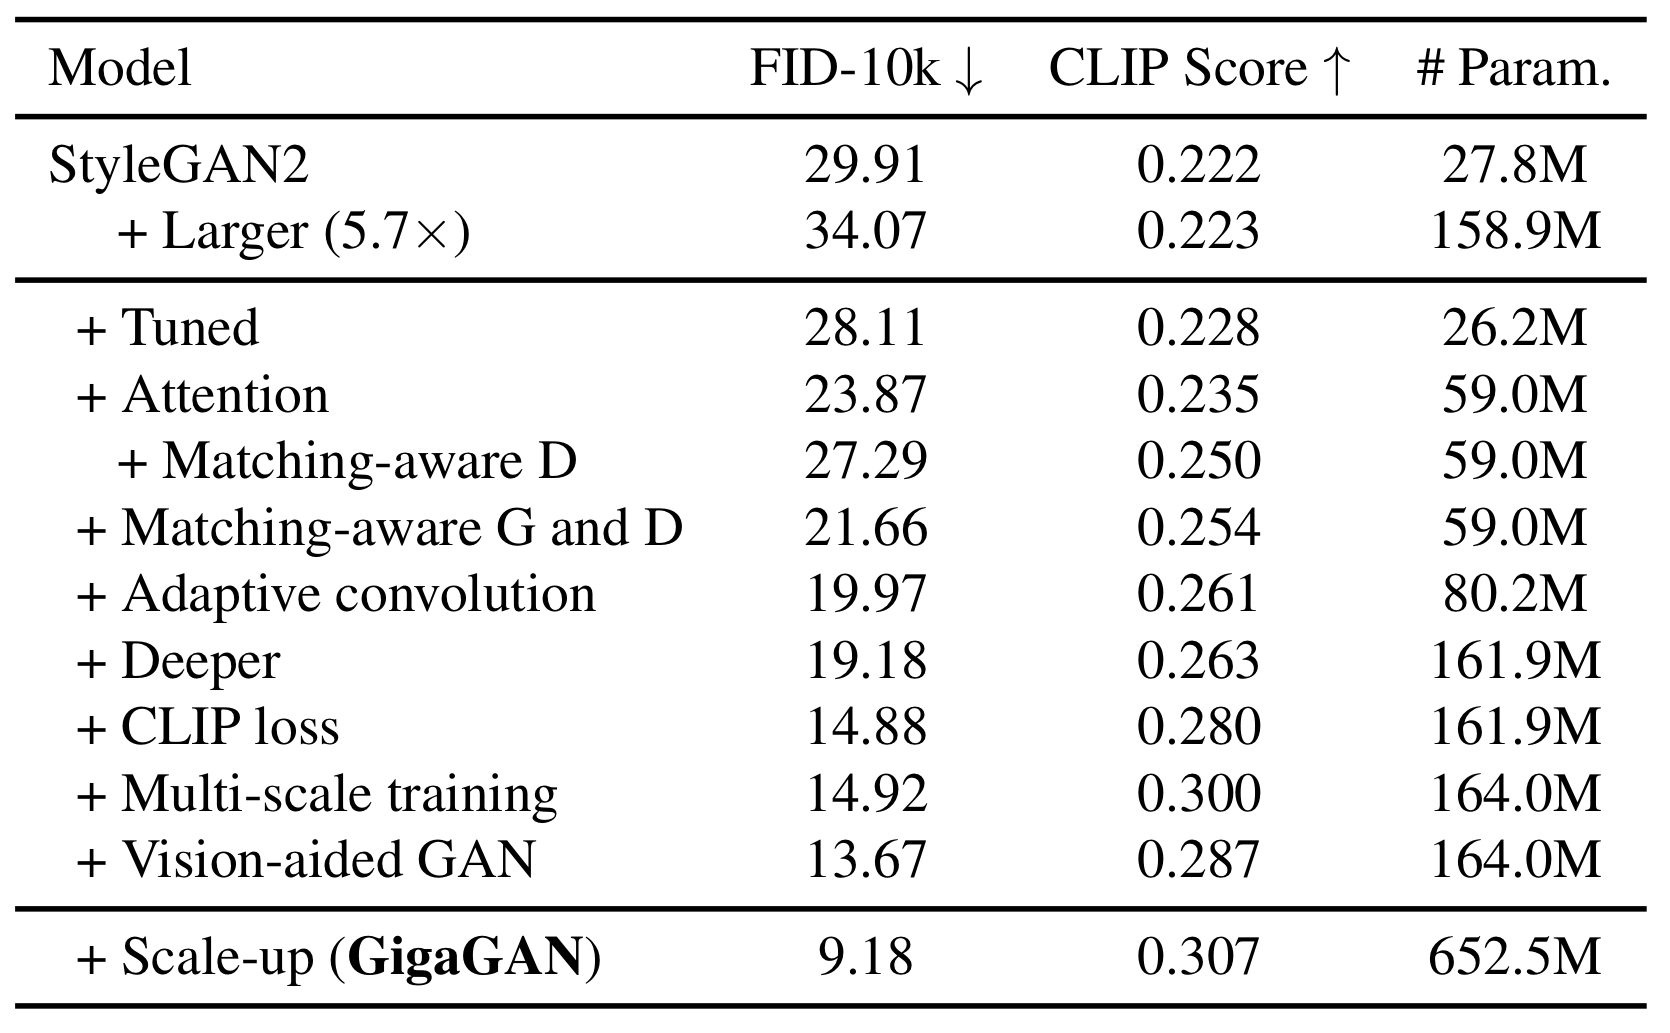 Model FID-10k ↓ CLIP Score ↑ # Param.
StyleGAN2 29.91 0.222 27.8M
+ Larger (5.7×) 34.07 0.223 158.9M
+ Tuned 28.11 0.228 26.2M
+ Attention 23.87 0.235 59.0M
+ Matching-aware D 27.29 0.250 59.0M
+ Matching-aware G and D 21.66 0.254 59.0M
+ Adaptive convolution 19.97 0.261 80.2M
+ Deeper 19.18 0.263 161.9M
+ CLIP loss 14.88 0.280 161.9M
+ Multi-scale training 14.92 0.300 164.0M
+ Vision-aided GAN 13.67 0.287 164.0M
+ Scale-up (GigaGAN) 9.18 0.307 652.5M